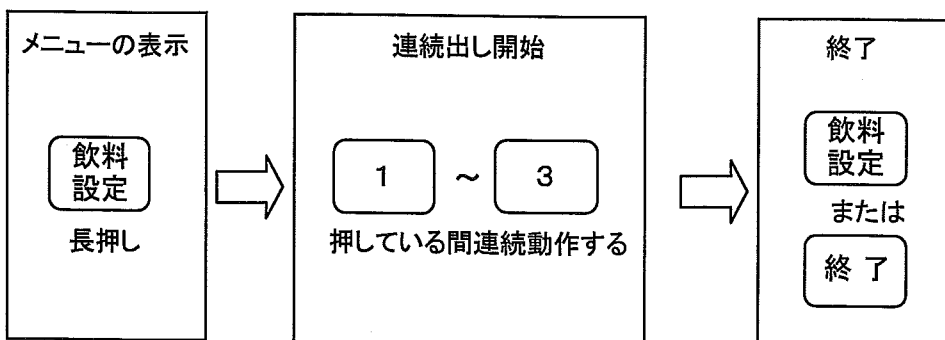 メニューの表示
飲料
設定
長押し
連続出し開始
1 ~ 3
押している間連続動作する
終了
飲料
設定
または
終 了